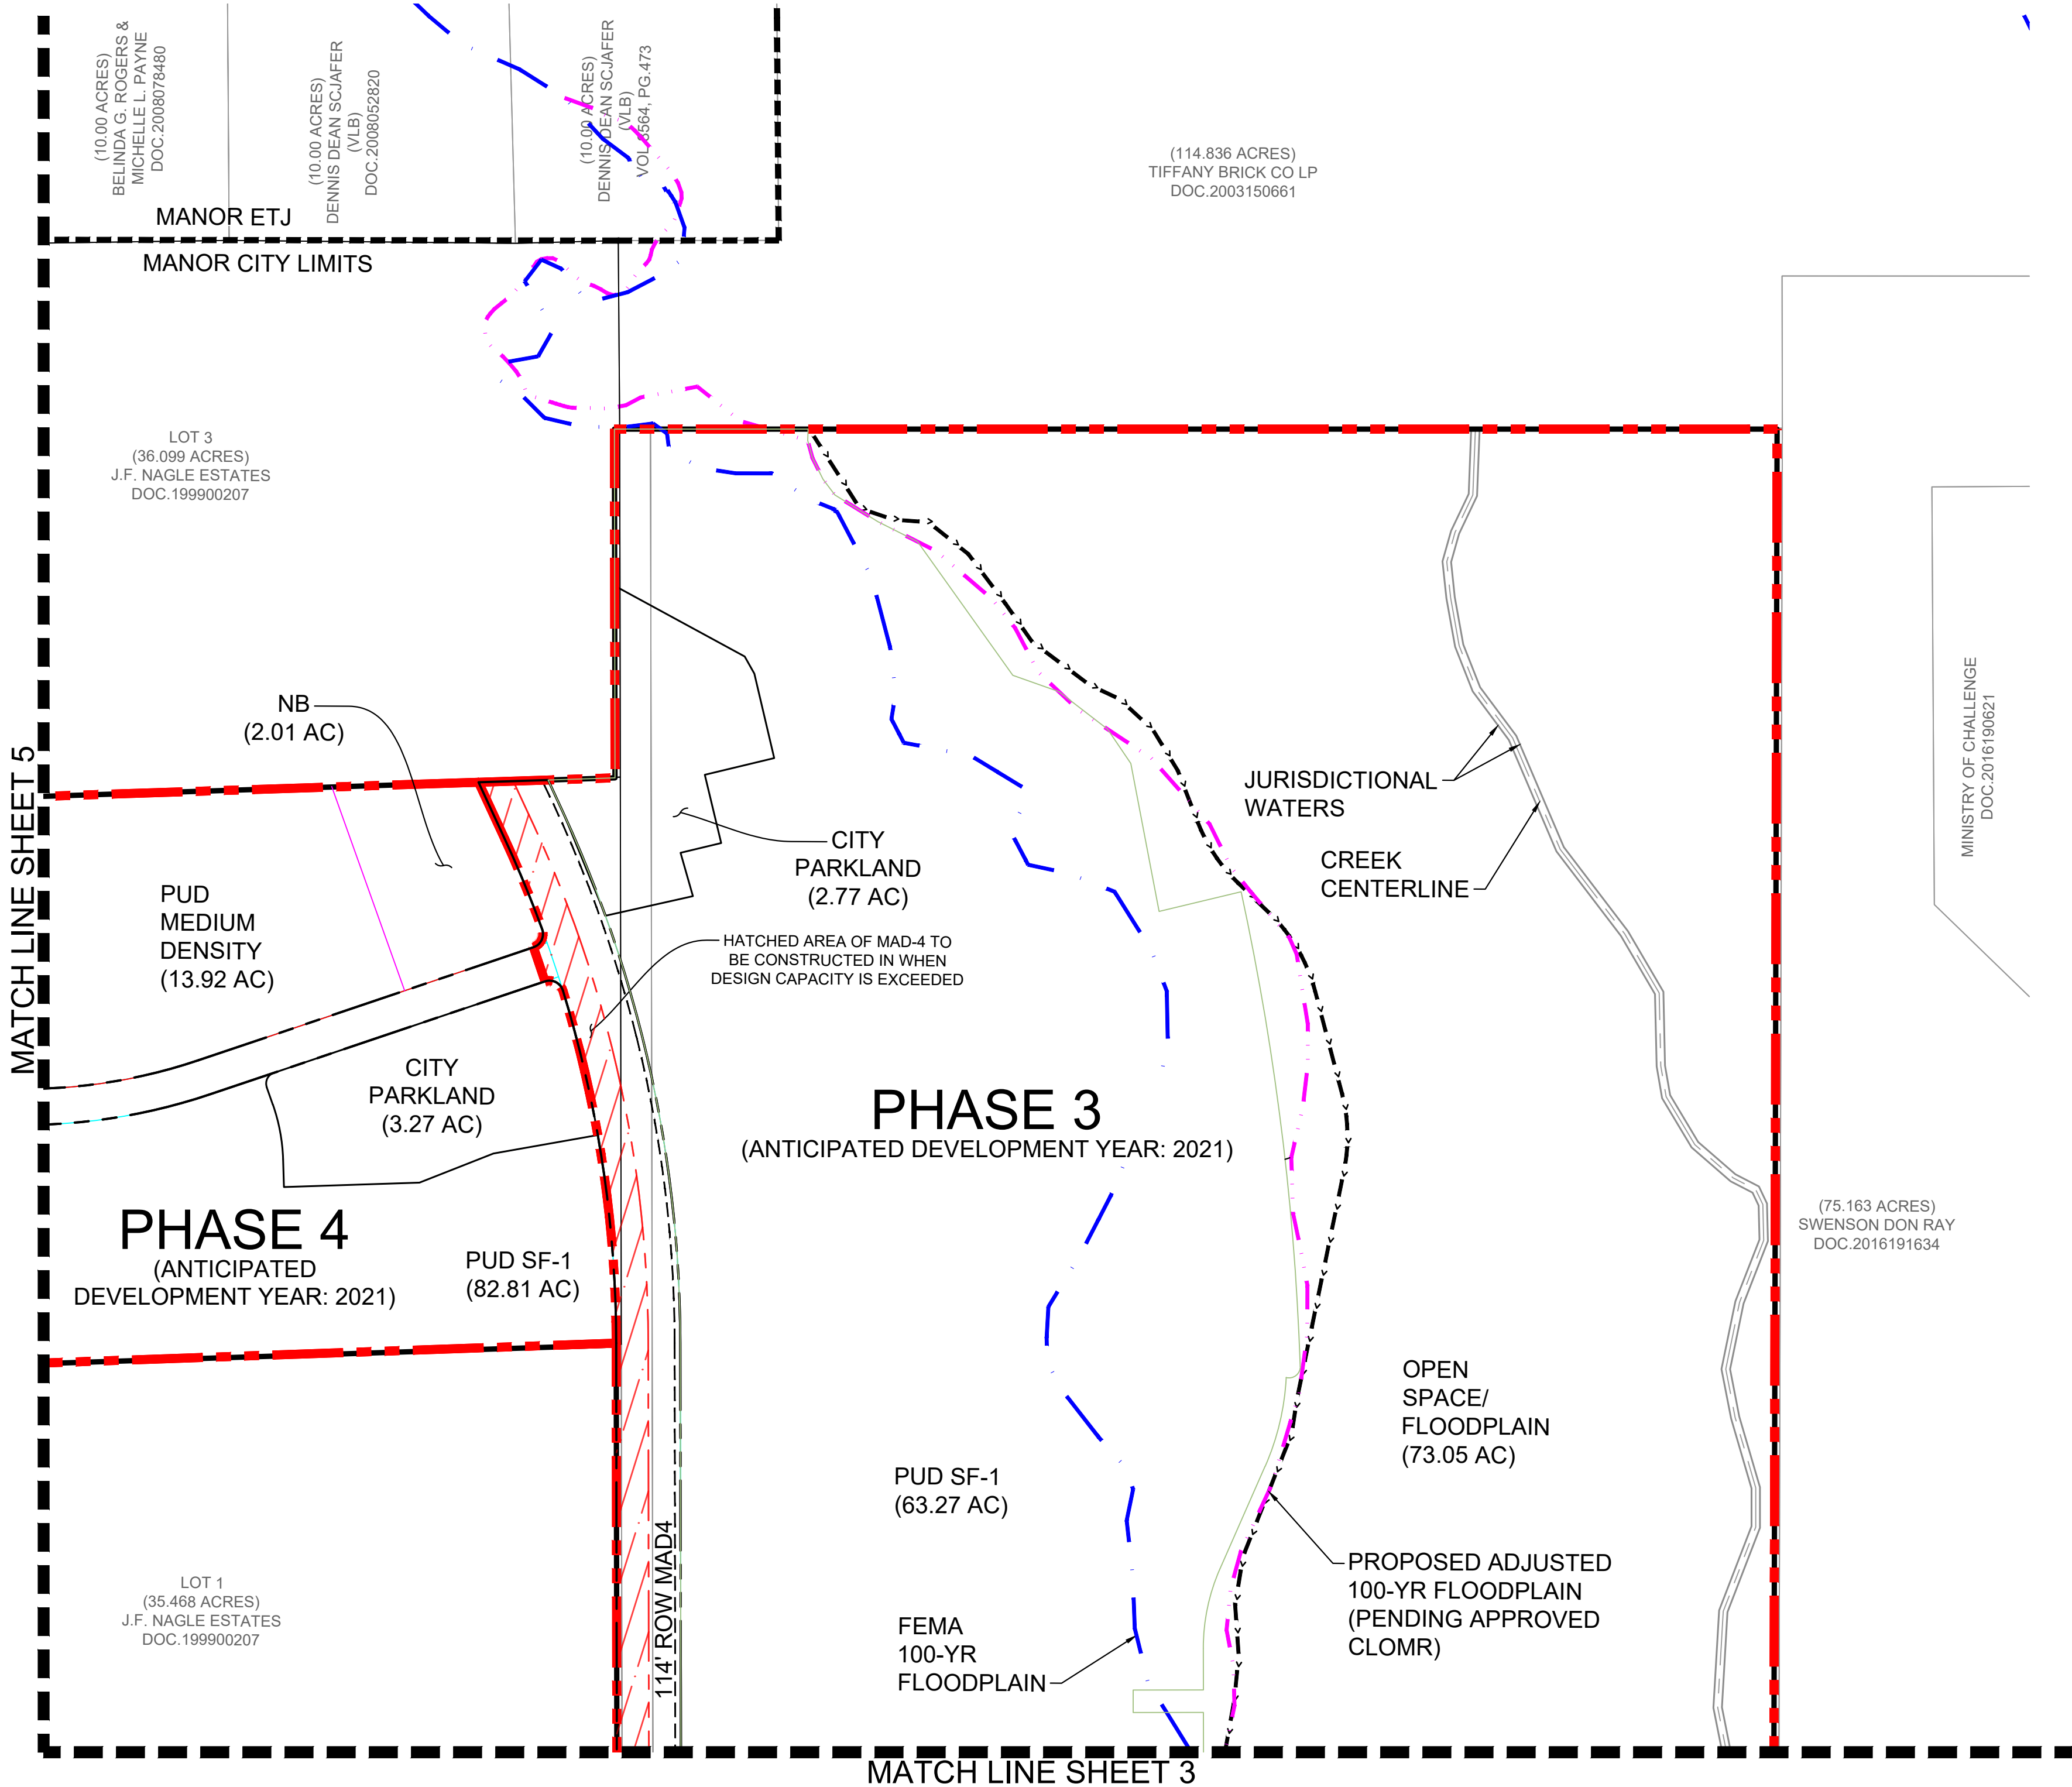 (10.00 ACRES)
BELINDA G. ROGERS &
MICHELLE L. PAYNE
DOC.2008078480
(10.00 ACRES)
DENNIS DEAN SCJAFER
(VLB)
DOC.2008052820
(10.00 ACRES)
DENNIS DEAN SCJAFER
(VLB)
PG.473
(114.836 ACRES)
TIFFANY BRICK CO LP
DOC.2003150661
MANOR ETJ
MANOR CITY LIMITS
LOT 3
(36.099 ACRES)
J.F. NAGLE ESTATES
DOC.199900207
NB
(2.01 AC)
MATCH LINE SHEET 5
PUD
MEDIUM
DENSITY
(13.92 AC)
CITY
PARKLAND
(2.77 AC)
HATCHED AREA OF MAD-4 TO
BE CONSTRUCTED IN WHEN
DESIGN CAPACITY IS EXCEEDED
JURISDICTIONAL
WATERS
CREEK
CENTERLINE
MINISTRY OF CHALLENGE
DOC.2016190621
CITY
PARKLAND
(3.27 AC)
PHASE 3
(ANTICIPATED DEVELOPMENT YEAR: 2021)
PHASE 4
(ANTICIPATED
DEVELOPMENT YEAR: 2021)
PUD SF-1
(82.81 AC)
(75.163 ACRES)
SWENSON DON RAY
DOC.2016191634
OPEN
SPACE/
FLOODPLAIN
(73.05 AC)
PUD SF-1
(63.27 AC)
114' ROW MAD4
LOT 1
(35.468 ACRES)
J.F. NAGLE ESTATES
DOC.199900207
FEMA
100-YR
FLOODPLAIN
PROPOSED ADJUSTED
100-YR FLOODPLAIN
(PENDING APPROVED
CLOMR)
MATCH LINE SHEET 3